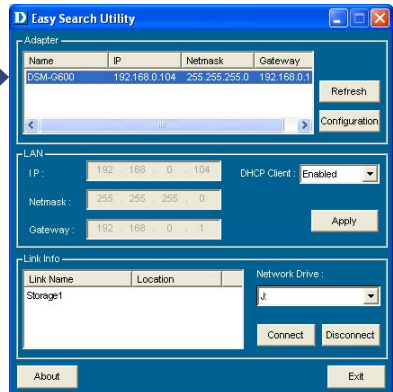 D Easy Search Utility
Adapter
Name IP Netmask Gateway
DSM-G600 192.168.0.104 255.255.255.0 192.168.0.1
Refresh
Configuration
LAN
IP: 192 . 168 . 0 . 104 DHCP Client : Enabled
Netmask : 255 . 255 . 255 . 0
Apply
Gateway : 192 . 168 . 0 . 1
Link Info
Link Name Location Network Drive :
Storage1 J:
Connect Disconnect
About Exit